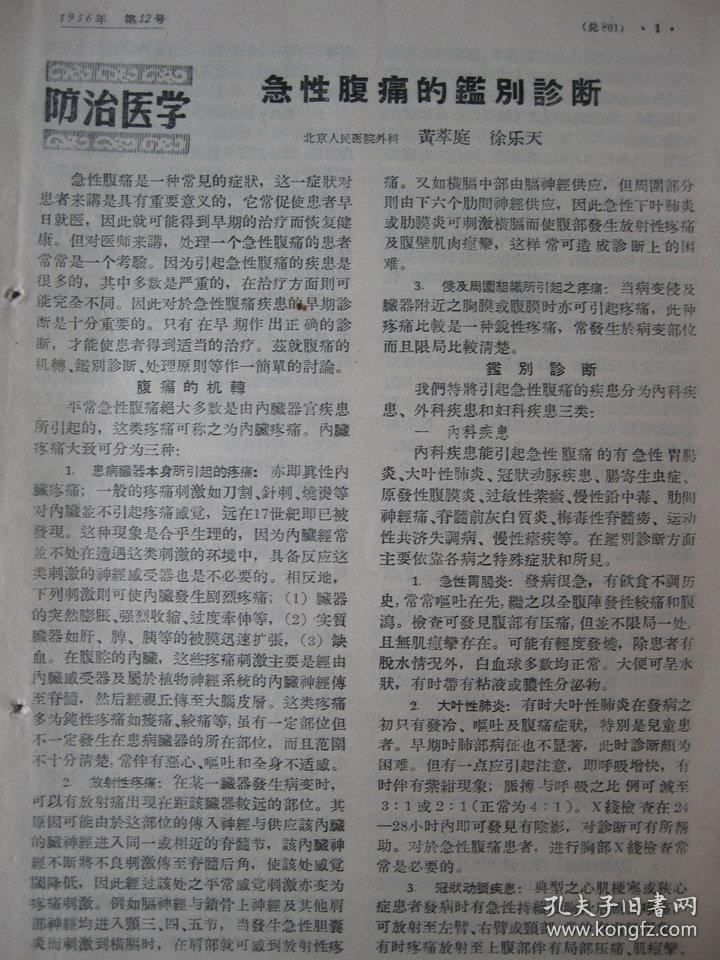 1956年 第12号
(总801) ·1·
防治医学
急性腹痛的鑑別診断
北京人民医院外科 黄萃庭 徐乐天
急性腹痛是一种常見的症狀，这一症狀对
患者来講是具有重要意义的，它常促使患者早
日就医，因此就可能得到早期的治疗而恢复健
康。但对医师来講，处理一个急性腹痛的患者
常常是一个考驗。因为引起急性腹痛的疾患是
很多的，其中多数是严重的，在治疗方面則可
能完全不同。因此对於急性腹痛疾患的早期診
断是十分重要的。只有在早期作出正确的診
断，才能使患者得到适当的治疗。茲就腹痛的
机轉、鑑別診断、处理原則等作一簡單的討論。
腹痛的机轉
平常急性腹痛絕大多数是由內臟器官疾患
所引起的，这类疼痛可称之为內臟疼痛。內臟
疼痛大致可分为三种：
1. 患病臟器本身所引起的疼痛：亦即眞性內
臟疼痛；一般的疼痛刺激如刀割、針刺、燒燙等
对內臟並不引起疼痛感覚，远在17世紀即已被
發現。这种現象是合乎生理的，因为內臟經常
並不处在遭遇这类刺激的环境中，具备反应这
类刺激的神經感受器也是不必要的。相反地，
下列刺激則可使內臟發生剧烈疼痛；(1) 臟器
的突然膨脹、强烈收縮、过度牽伸等，(2) 实質
臟器如肝、脾、胰等的被膜迅速扩張，(3) 缺
血。在腹腔的內臟，这些疼痛刺激主要是經由
內臟感受器及屬於植物神經系統的內臟神經傳
至脊髓，然后經視丘傳至大腦皮層。这类疼痛
多为鈍性疼痛如痠痛、絞痛等，虽有一定部位但
不一定發生在患病臟器的所在部位，而且范圍
不十分清楚，常伴有恶心、嘔吐和全身不适感。
2. 放射性疼痛：在某一臟器發生病变时，
可以有放射痛出現在距該臟器較远的部位。其
原因可能由於这部位的傳入神經与供应該內臟
的臟神經进入同一或相近的脊髓节，該內臟神
經不断將不良刺激傳至脊髓后角，使該处感覚
閾降低，因此經过該处之平常感覚刺激亦变为
疼痛刺激。例如膈神經与鎖骨上神經及其他肩
部神經均进入頸三、四、五节，当發生急性胆囊
炎而刺激到橫膈时，在肩部就可感到放射性疼
痛。又如橫膈中部由膈神經供应，但周圍部分
則由下六个肋間神經供应，因此急性下叶肺炎
或肋膜炎可刺激橫膈而使腹部發生放射性疼痛
及腹壁肌肉痙攣，这样常可造成診断上的困
难。
3. 侵及周圍組織所引起之疼痛：当病变侵及
臟器附近之胸膜或腹膜时亦可引起疼痛，此种
疼痛比較是一种銳性疼痛，常發生於病变部位
而且限局比較清楚。
鑑別診断
我們特將引起急性腹痛的疾患分为內科疾
患、外科疾患和妇科疾患三类：
一 內科疾患
內科疾患能引起急性腹痛的有急性胃腸
炎、大叶性肺炎、冠狀动脉疾患、腸寄生虫症、
原發性腹膜炎、过敏性紫癜、慢性鉛中毒、肋間
神經痛、脊髓前灰白質炎、梅毒性脊髓癆、运动
性共济失調病、慢性瘧疾等。在鑑別診断方面
主要依靠各病之特殊症狀和所見。
1. 急性胃腸炎：發病很急，有飲食不調历
史，常常嘔吐在先，繼之以全腹陣發性絞痛和腹
瀉。檢查可發見腹部有压痛，但並不限局一处，
且無肌痙攣存在。可能有輕度發燒，除患者有
脫水情况外，白血球多数均正常。大便可呈水
狀，有时帶有粘液或膿性分泌物。
2. 大叶性肺炎：有时大叶性肺炎在發病之
初只有發冷、嘔吐及腹痛症狀，特別是兒童患
者。早期时肺部病征也不显著，此时診断頗为
困难。但有一点应引起注意，即呼吸增快，有
时伴有紫紺現象；脈搏与呼吸之比例可減至
3：1或2：1（正常为4：1）。X綫檢查在24
—28小时內即可發見有陰影，对診断可有所帮
助。对於急性腹痛患者，进行胸部X綫檢查常
常是必要的。
3. 冠狀动脉疾患：典型之心肌梗塞或狹心
症患者發病时有急性持續
可放射至左臂、右臂或頸部
有时疼痛放射至上腹部伴有局部压痛、肌痙攣、
孔夫子旧书网
www.kongfz.com